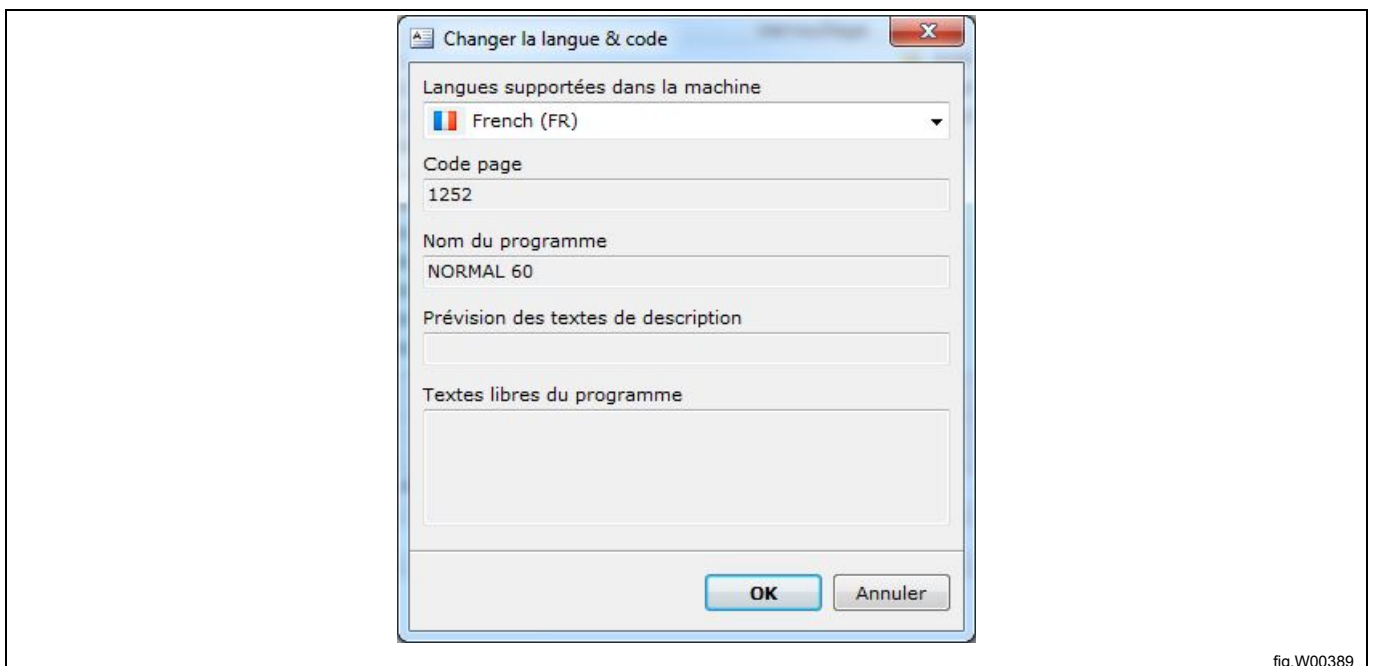 Changer la langue & code
Langues supportées dans la machine
French (FR)
Code page
1252
Nom du programme
NORMAL 60
Prévision des textes de description
Textes libres du programme
OK Annuler
fig.W00389